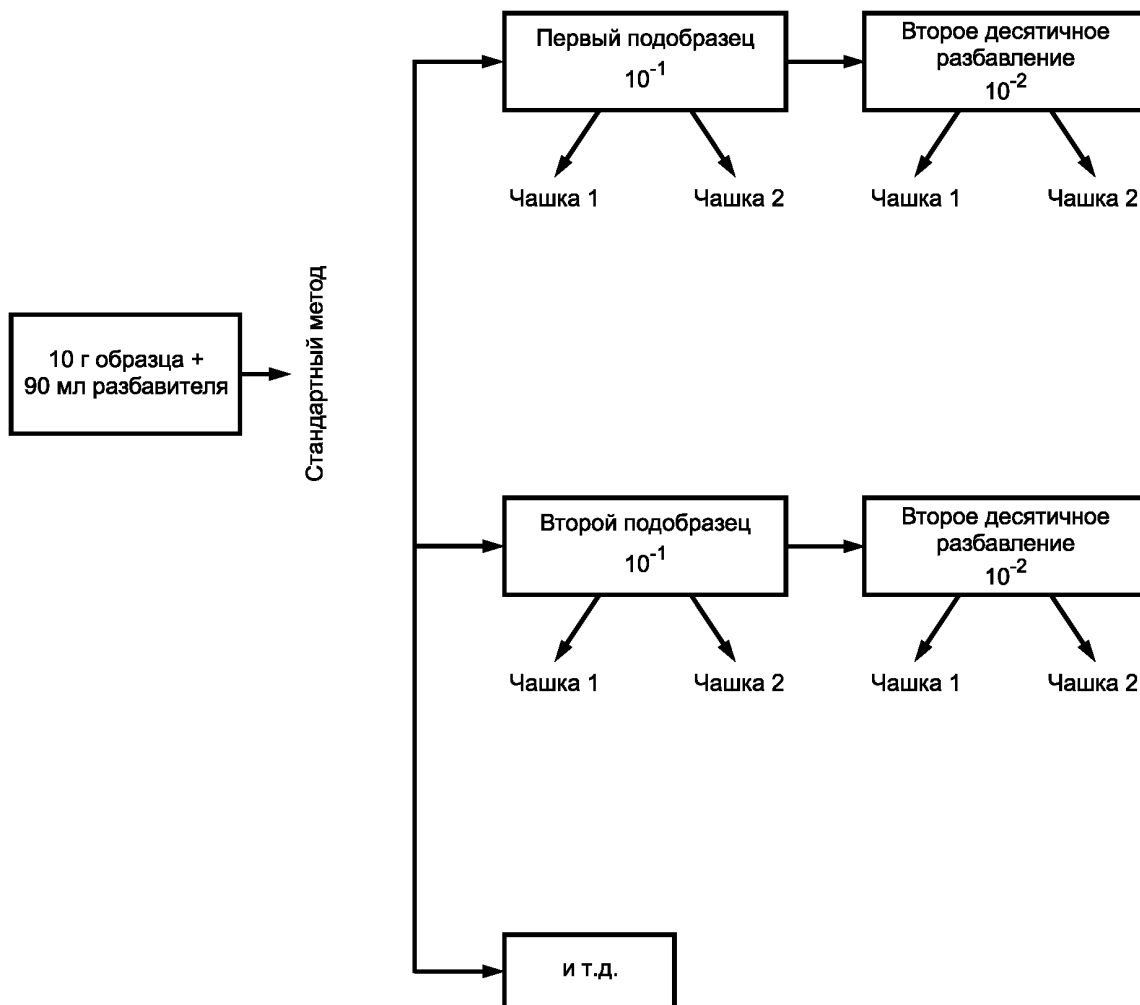 Первый подобразец
10⁻¹
Второе десятичное
разбавление
10⁻²
Чашка 1
Чашка 2
Чашка 1
Чашка 2
Стандартный метод
10 г образца +
90 мл разбавителя
Второй подобразец
10⁻¹
Второе десятичное
разбавление
10⁻²
Чашка 1
Чашка 2
Чашка 1
Чашка 2
и т.д.